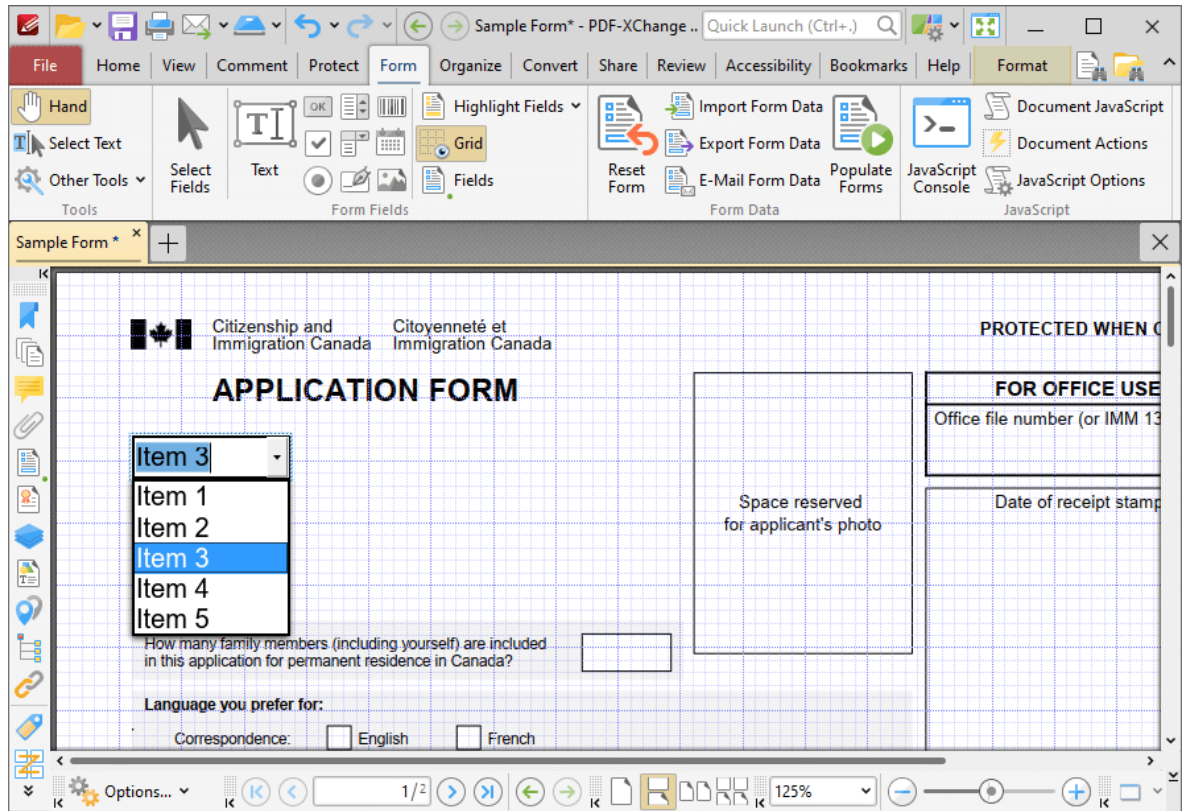 Sample Form* - PDF-XChange ..
Quick Launch (Ctrl+.)
File Home View Comment Protect Form Organize Convert Share Review Accessibility Bookmarks Help Format
Hand
Select Text
Other Tools
Tools
Select Fields
Text
OK
Highlight Fields
Grid
Fields
Form Fields
Reset Form
Import Form Data
Export Form Data
E-Mail Form Data
Populate Forms
Form Data
JavaScript Console
Document JavaScript
Document Actions
JavaScript Options
JavaScript
Sample Form *
Citizenship and Citoyenneté et
Immigration Canada Immigration Canada
PROTECTED WHEN
APPLICATION FORM
FOR OFFICE USE
Office file number (or IMM 13
Item 3
Item 1
Item 2
Item 3
Item 4
Item 5
Space reserved
for applicant's photo
Date of receipt stamp
How many family members (including yourself) are included
in this application for permanent residence in Canada?
Language you prefer for:
Correspondence: English French
Options... 1/2 125%